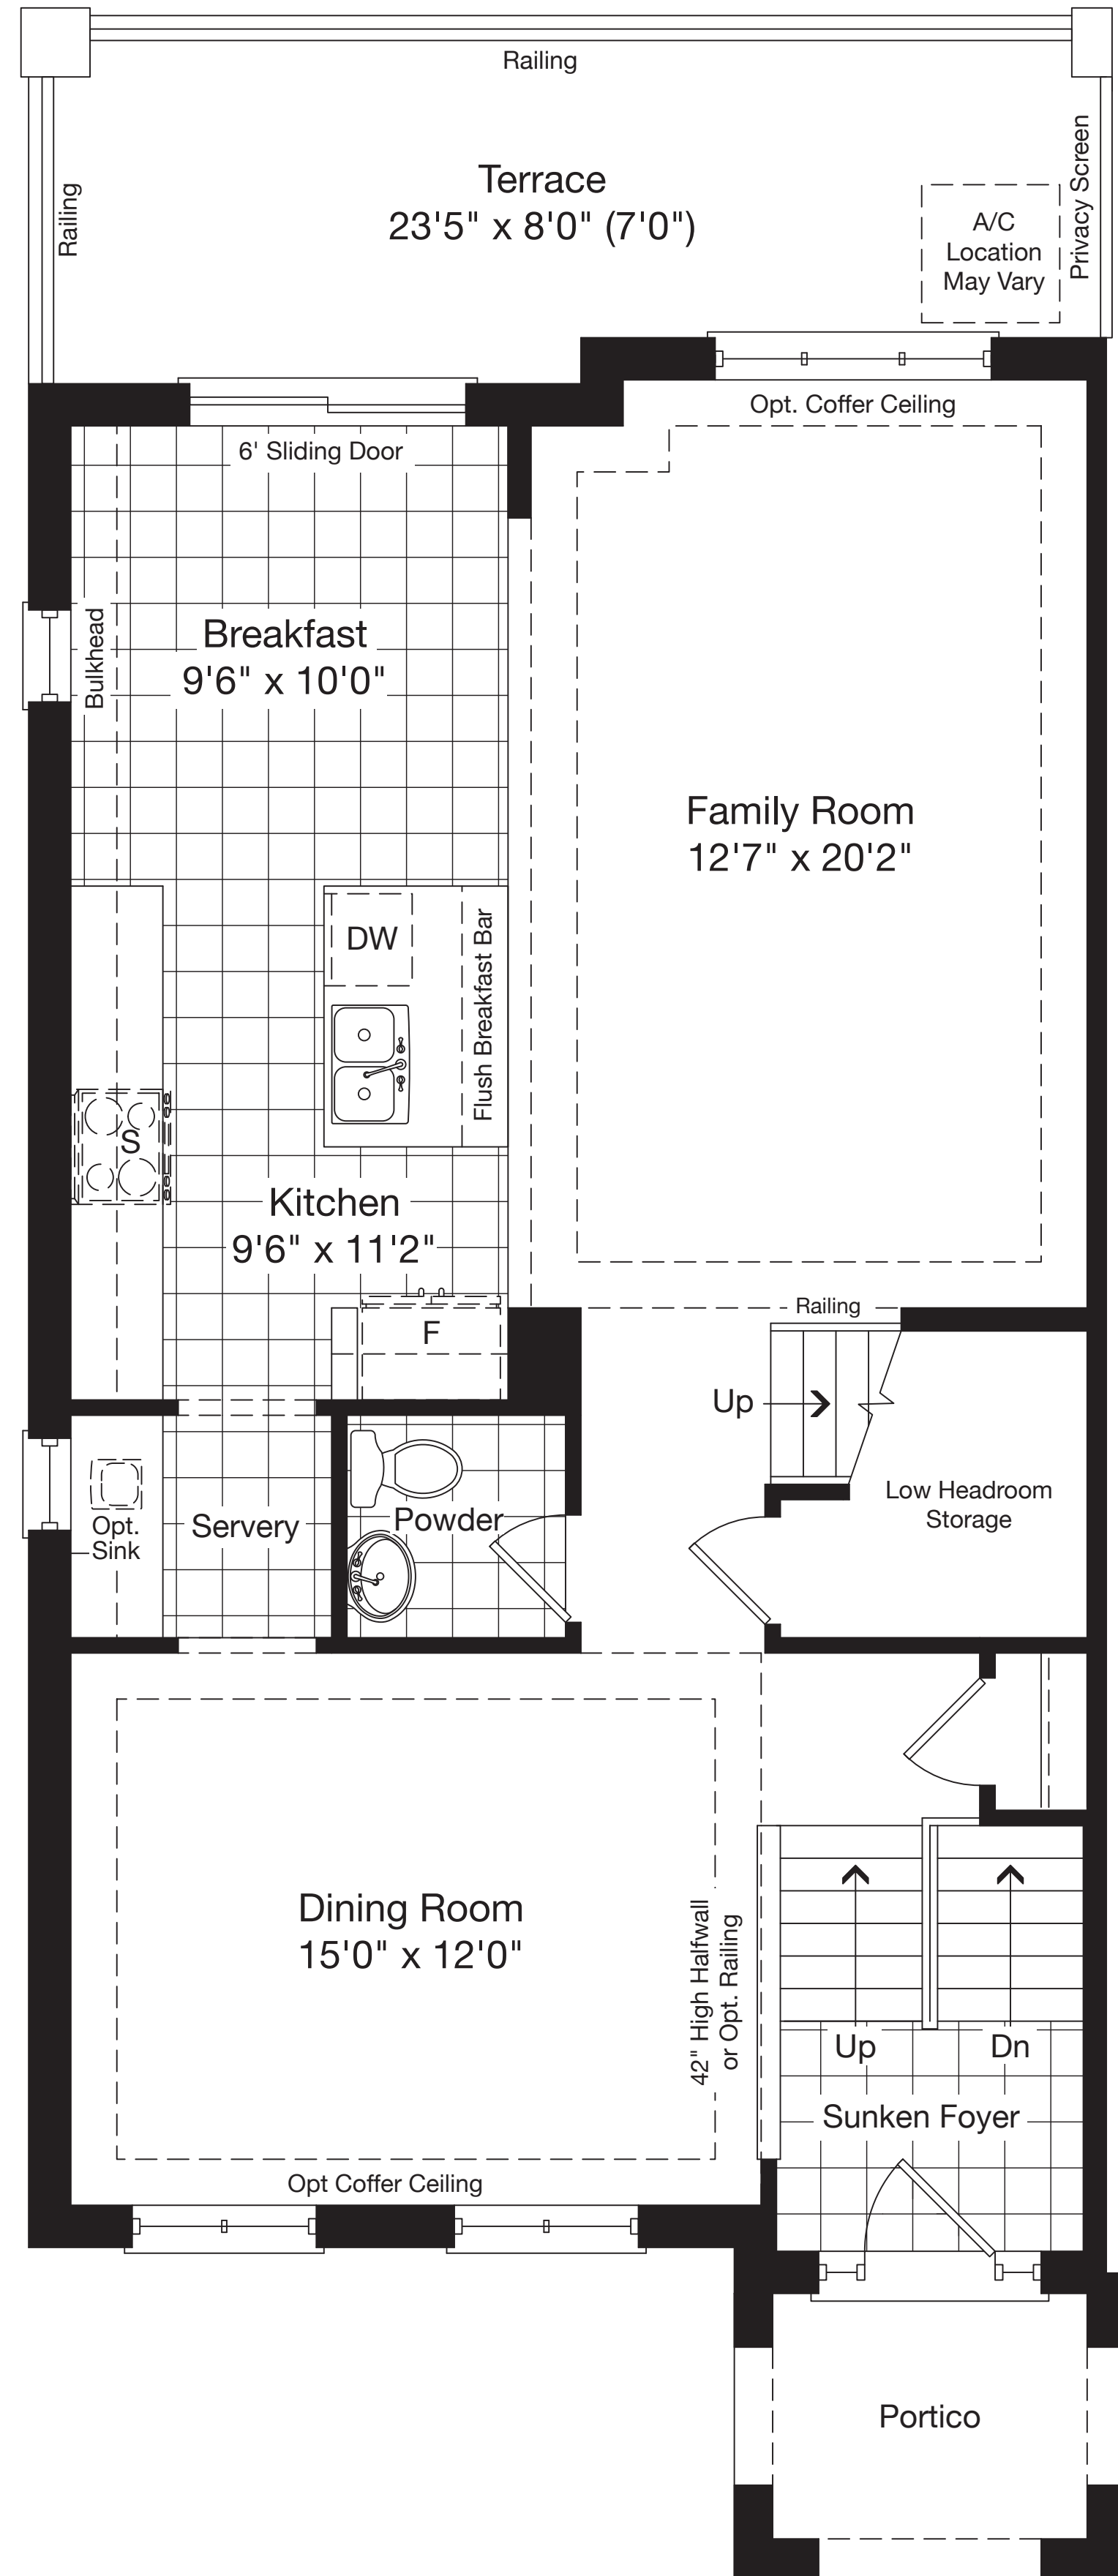 Railing
Railing
Terrace
23'5" x 8'0" (7'0")
A/C
Location
May Vary
Privacy Screen
Opt. Coffer Ceiling
6' Sliding Door
Bulkhead
Breakfast
9'6" x 10'0"
Family Room
12'7" x 20'2"
DW
Flush Breakfast Bar
S
Kitchen
9'6" x 11'2"
F
Railing
Up
Low Headroom
Storage
Opt.
Sink
Servery
Powder
Dining Room
15'0" x 12'0"
42" High Halfwall
or Opt. Railing
Up
Dn
Sunken Foyer
Opt Coffer Ceiling
Portico